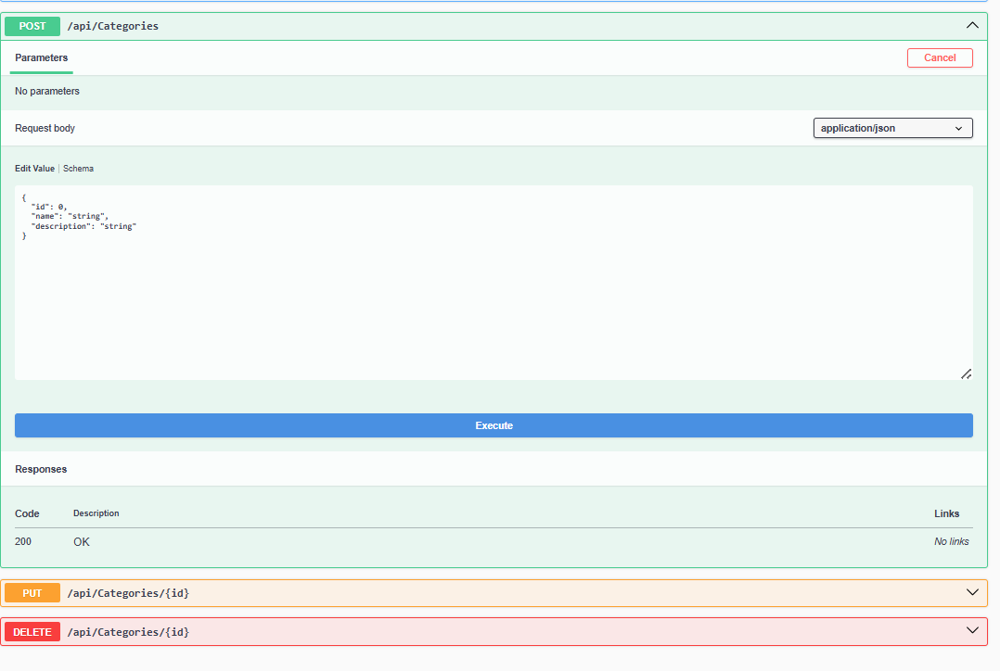 POST /api/Categories
Parameters Cancel
No parameters
Request body application/json
Edit Value | Schema
{
  "id": 0,
  "name": "string",
  "description": "string"
}
Execute
Responses
Code Description Links
200 OK No links
PUT /api/Categories/{id}
DELETE /api/Categories/{id}